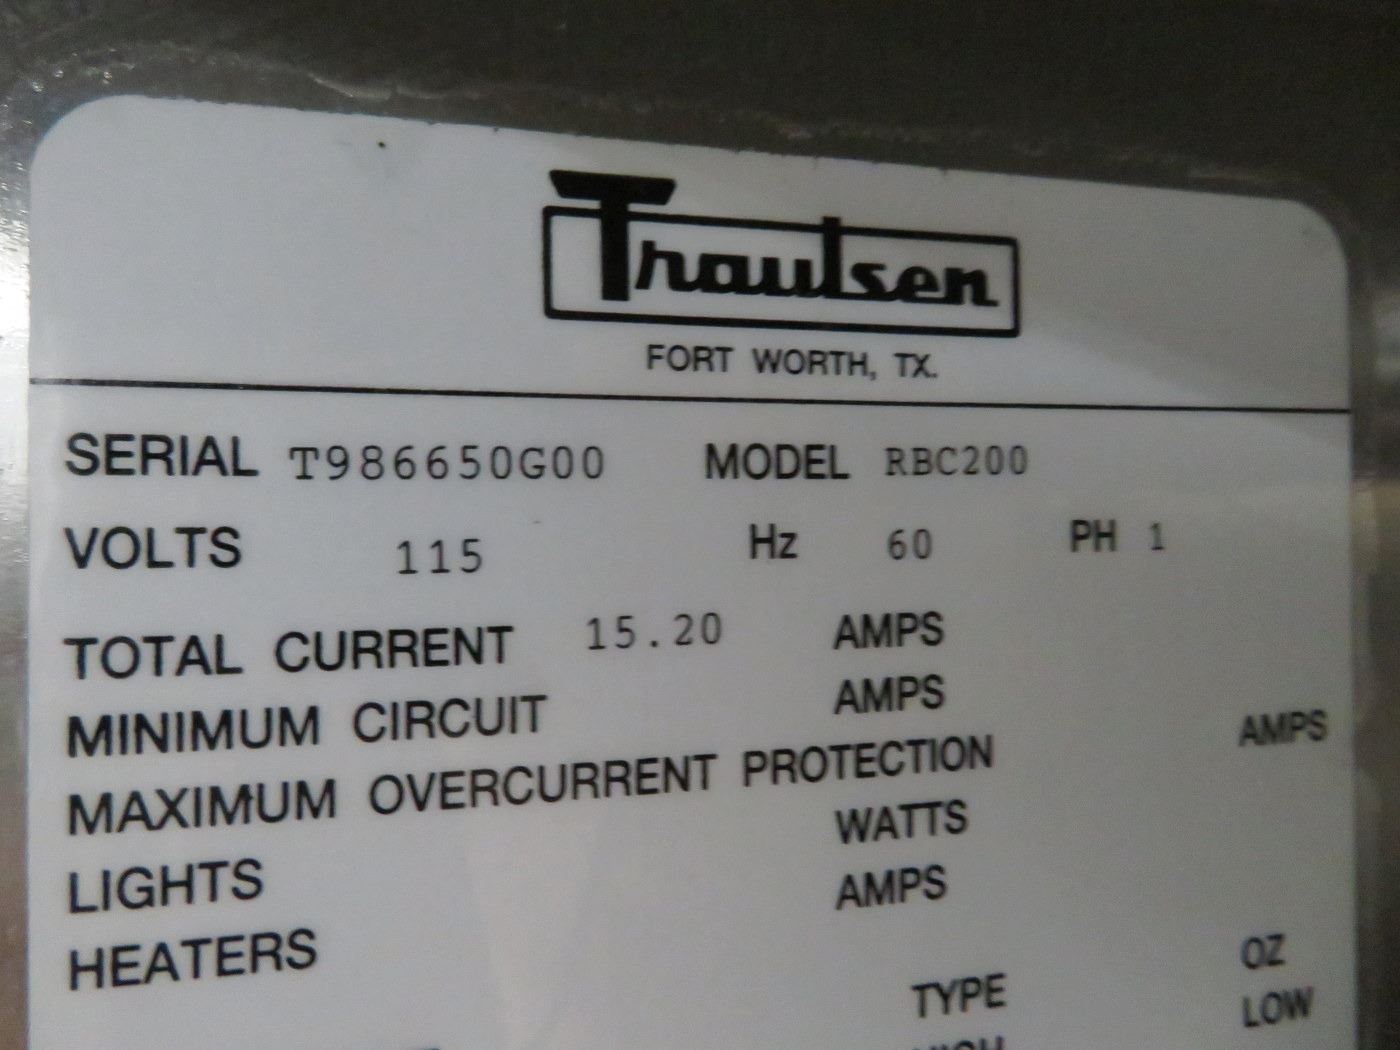 Traulsen
FORT WORTH, TX.
SERIAL T986650G00 MODEL RBC200
VOLTS 115 Hz 60 PH 1
TOTAL CURRENT 15.20 AMPS
MINIMUM CIRCUIT AMPS
MAXIMUM OVERCURRENT PROTECTION AMPS
LIGHTS WATTS
HEATERS AMPS
OZ
TYPE LOW